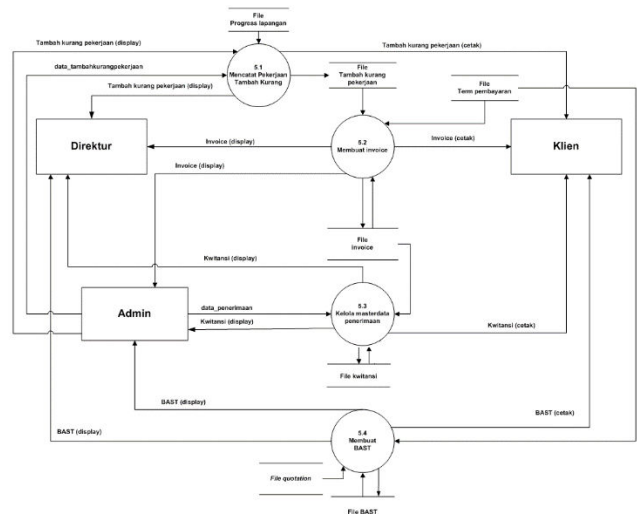 File
Progress lapangan
Tambah kurang pekerjaan (display)
Tambah kurang pekerjaan (cetak)
5.1
Mencatat Pekerjaan
Tambah Kurang
data_tambahkurangpekerjaan
File
Tambah kurang
pekerjaan
File
Term pembayaran
Tambah kurang pekerjaan (display)
Direktur
Invoice (display)
5.2
Membuat invoice
Invoice (cetak)
Klien
Invoice (display)
File
invoice
Kwitansi (display)
Admin
data_penerimaan
5.3
Kelola masterdata
penerimaan
Kwitansi (display)
Kwitansi (cetak)
File kwitansi
BAST (display)
BAST (cetak)
5.4
Membuat
BAST
BAST (display)
File quotation
File BAST